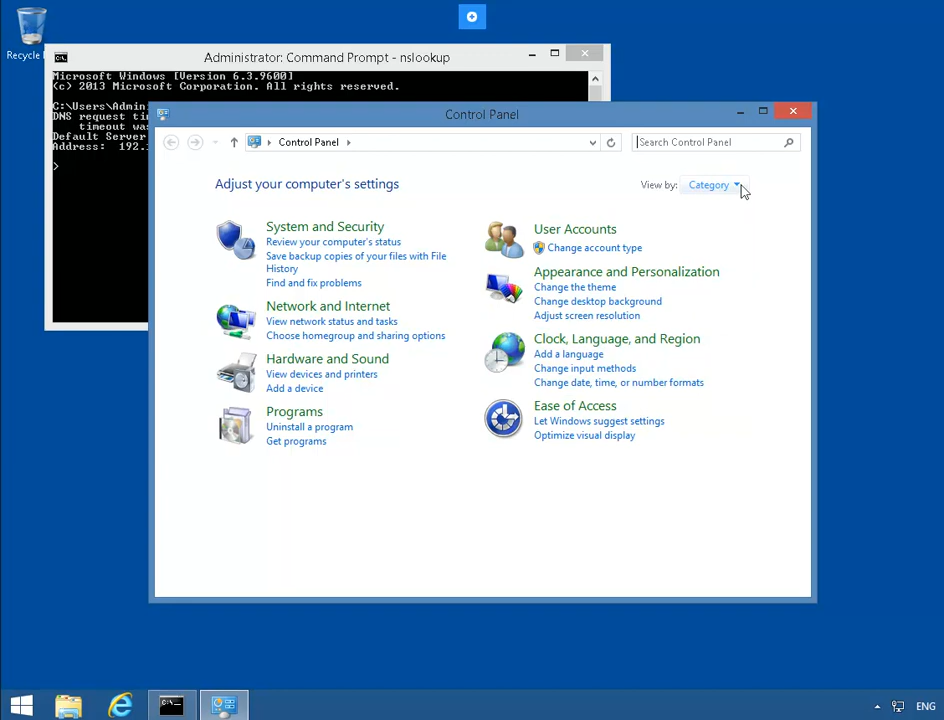 Recycle
Administrator: Command Prompt - nslookup
Microsoft Windows [Version 6.3.9600]
(c) 2013 Microsoft Corporation. All rights reserved.
C:\Users\Admin
DNS request
timeout
Default Server
Address: 192.
>
Control Panel
Control Panel
Search Control Panel
Adjust your computer's settings
View by: Category
System and Security
Review your computer's status
Save backup copies of your files with File
History
Find and fix problems
Network and Internet
View network status and tasks
Choose homegroup and sharing options
Hardware and Sound
View devices and printers
Add a device
Programs
Uninstall a program
Get programs
User Accounts
Change account type
Appearance and Personalization
Change the theme
Change desktop background
Adjust screen resolution
Clock, Language, and Region
Add a language
Change input methods
Change date, time, or number formats
Ease of Access
Let Windows suggest settings
Optimize visual display
ENG